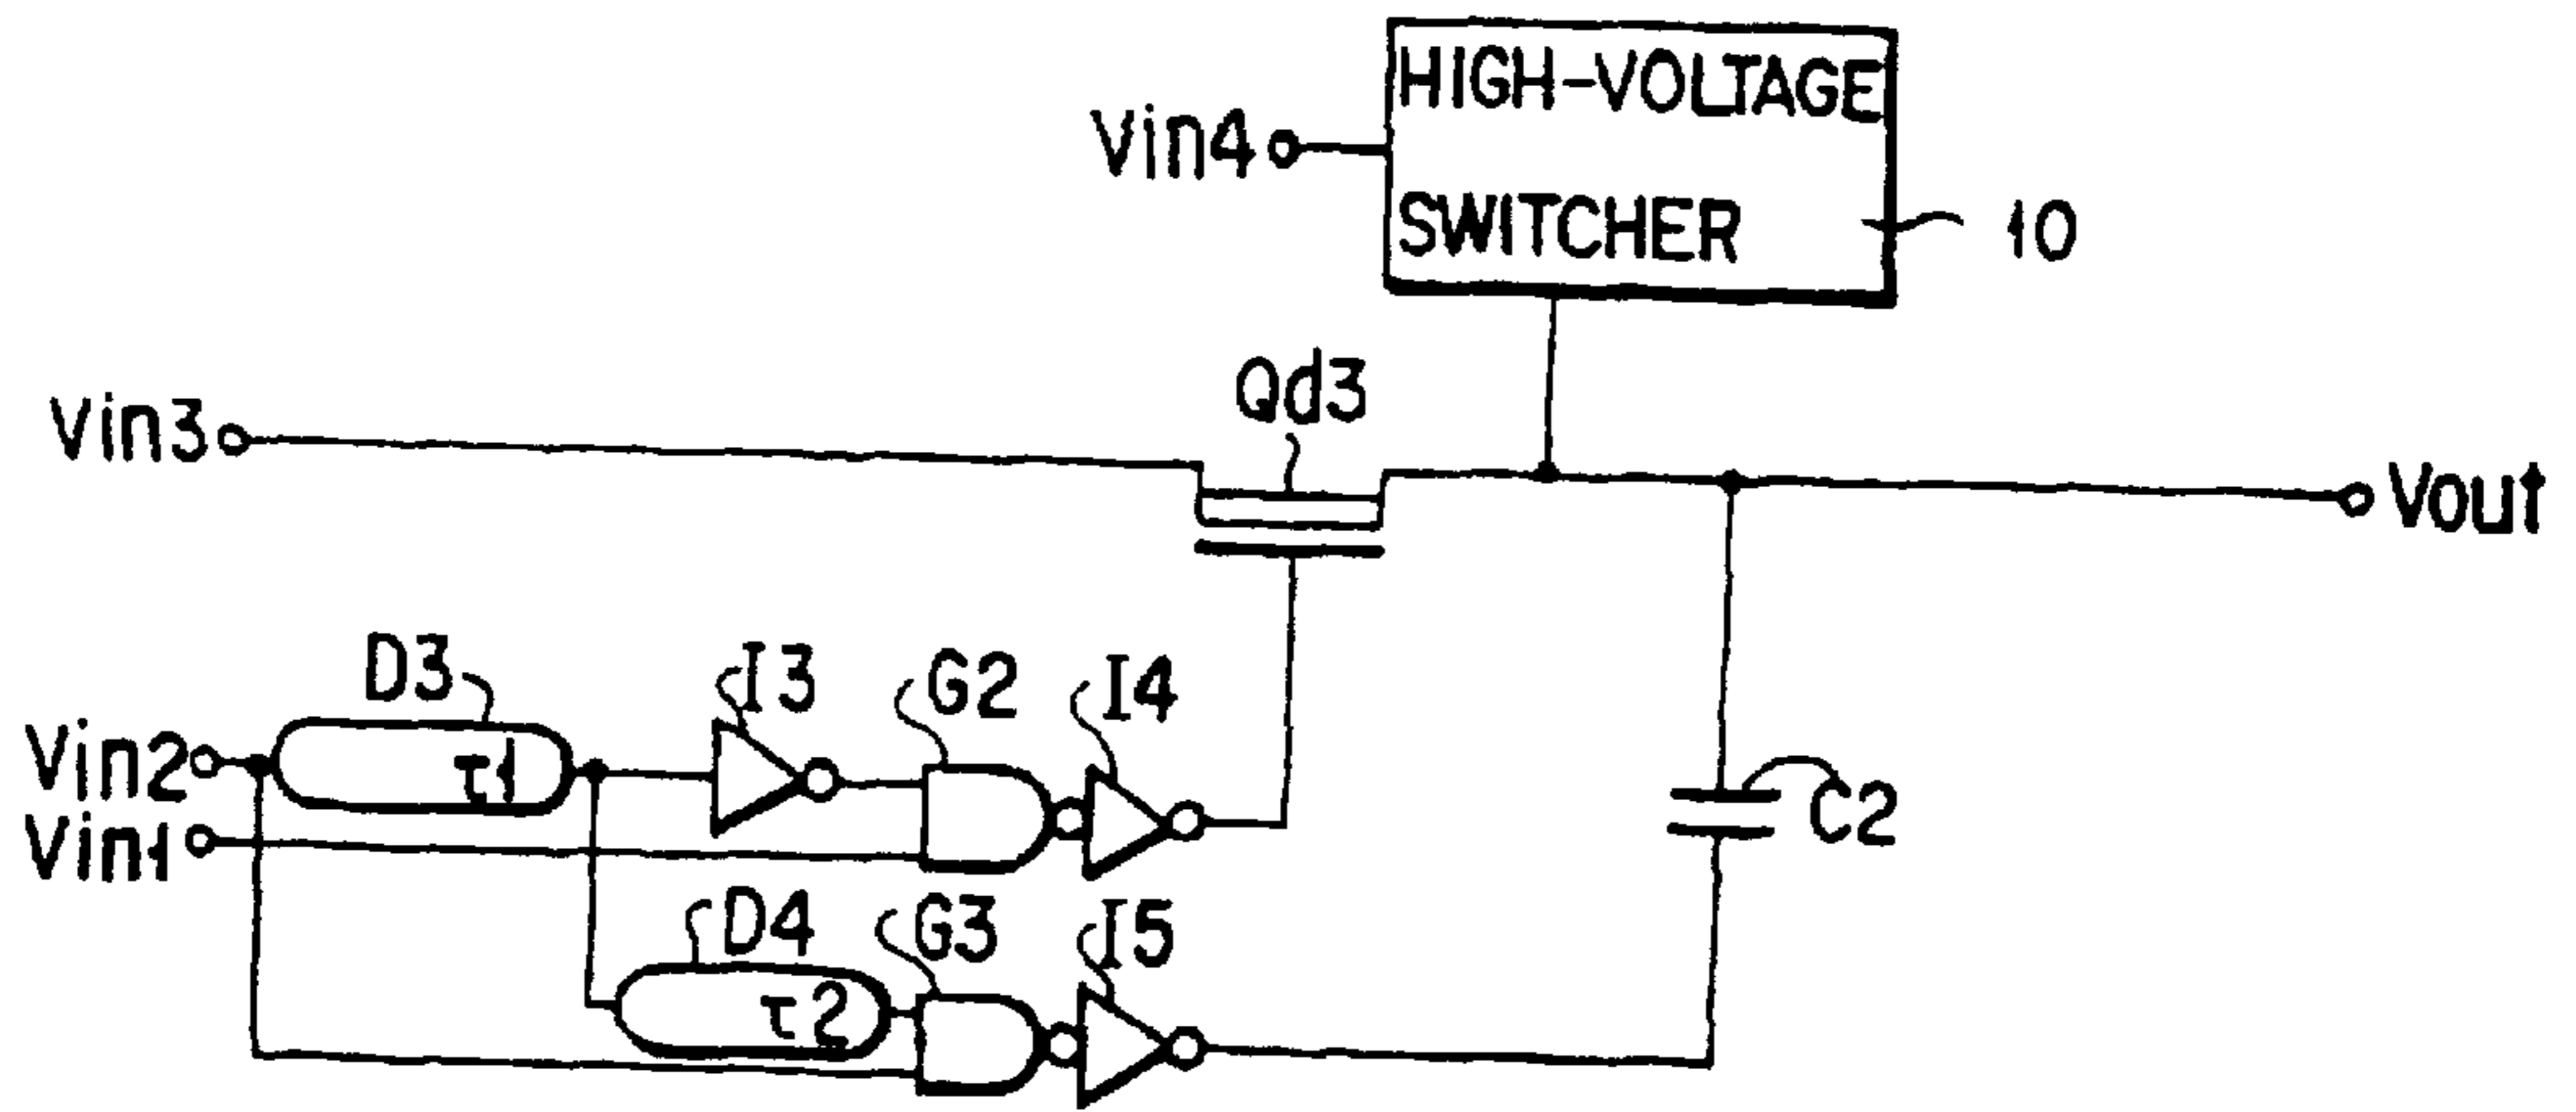 HIGH-VOLTAGE
Vin4
SWITCHER
10
Qd3
Vin3
Vout
D3
I3
G2
I4
Vin2
τ1
C2
Vin1
D4
G3
I5
τ2